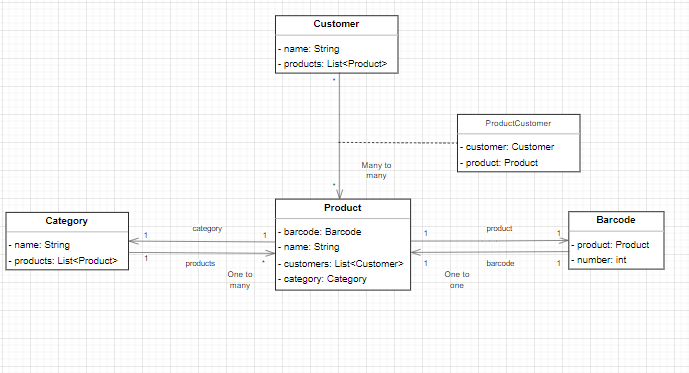 Customer
- name: String
- products: List<Product>
*
ProductCustomer
- customer: Customer
- product: Product
Many to
many
*
Product
- barcode: Barcode
- name: String
- customers: List<Customer>
- category: Category
Category
- name: String
- products: List<Product>
category
1
1
1
products
*
One to
many
Barcode
- product: Product
- number: int
1
product
1
1
barcode
1
One to
one